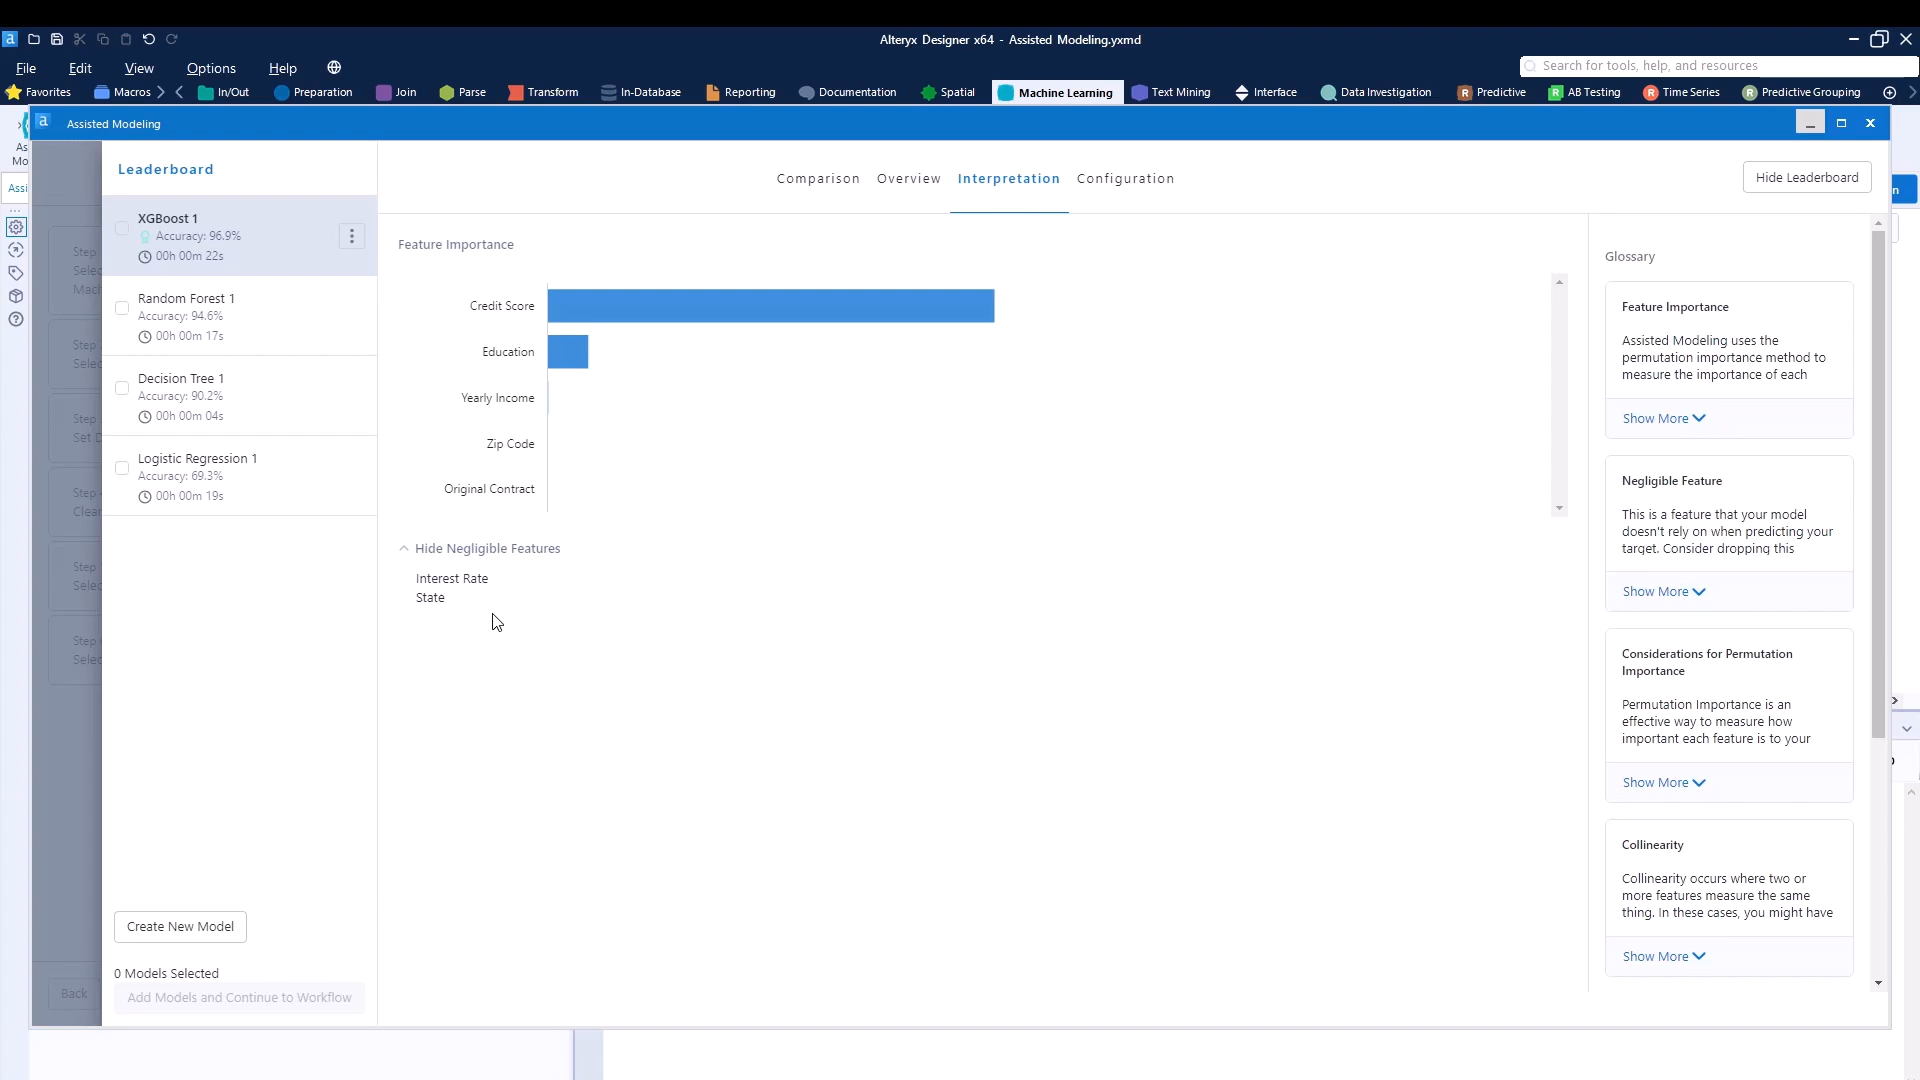 Alteryx Designer x64 - Assisted Modeling.yxmd
File Edit View Options Help
Search for tools, help, and resources
Favorites Macros In/Out Preparation Join Parse Transform In-Database Reporting Documentation Spatial Machine Learning Text Mining Interface Data Investigation Predictive AB Testing Time Series Predictive Grouping
Assisted Modeling
Leaderboard
Comparison Overview Interpretation Configuration
Hide Leaderboard
XGBoost 1
Accuracy: 96.9%
00h 00m 22s
Random Forest 1
Accuracy: 94.6%
00h 00m 17s
Decision Tree 1
Accuracy: 90.2%
00h 00m 04s
Logistic Regression 1
Accuracy: 69.3%
00h 00m 19s
Create New Model
0 Models Selected
Add Models and Continue to Workflow
Back
Feature Importance
Credit Score
Education
Yearly Income
Zip Code
Original Contract
Hide Negligible Features
Interest Rate
State
Glossary
Feature Importance
Assisted Modeling uses the
permutation importance method to
measure the importance of each
Show More
Negligible Feature
This is a feature that your model
doesn't rely on when predicting your
target. Consider dropping this
Show More
Considerations for Permutation
Importance
Permutation Importance is an
effective way to measure how
important each feature is to your
Show More
Collinearity
Collinearity occurs where two or
more features measure the same
thing. In these cases, you might have
Show More